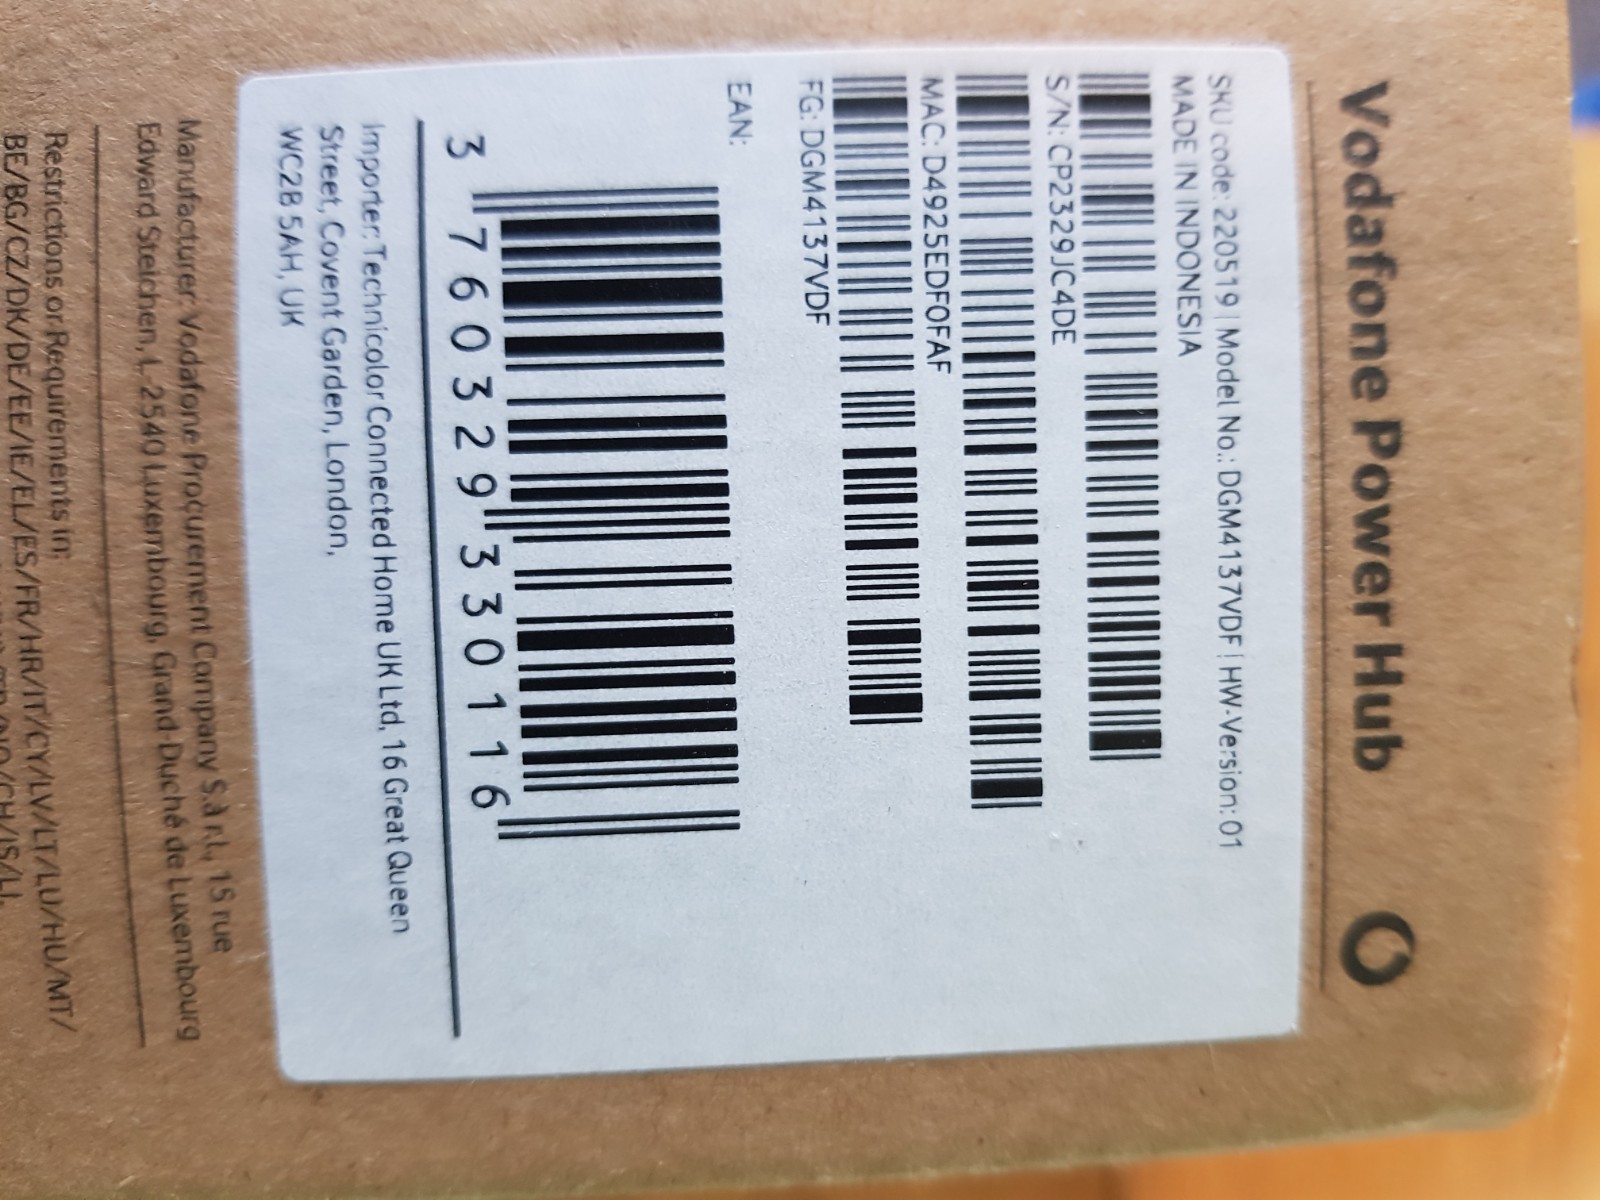 Vodafone Power Hub
SKU code: 220519 | Model No.: DGM4137VDF | HW-Version: 01
MADE IN INDONESIA
S/N: CP2329JC4DE
MAC: D4925EDF0FAF
FG: DGM4137VDF
EAN:
3 760329 330116
Importer: Technicolor Connected Home UK Ltd, 16 Great Queen
Street, Covent Garden, London,
WC2B 5AH, UK
Manufacturer: Vodafone Procurement Company S.à r.l., 15 rue
Edward Steichen, L-2540 Luxembourg, Grand-Duché de Luxembourg
Restrictions or Requirements in:
BE/BG/CZ/DK/DE/EE/IE/EL/ES/FR/HR/IT/CY/LV/LT/LU/HU/MT/